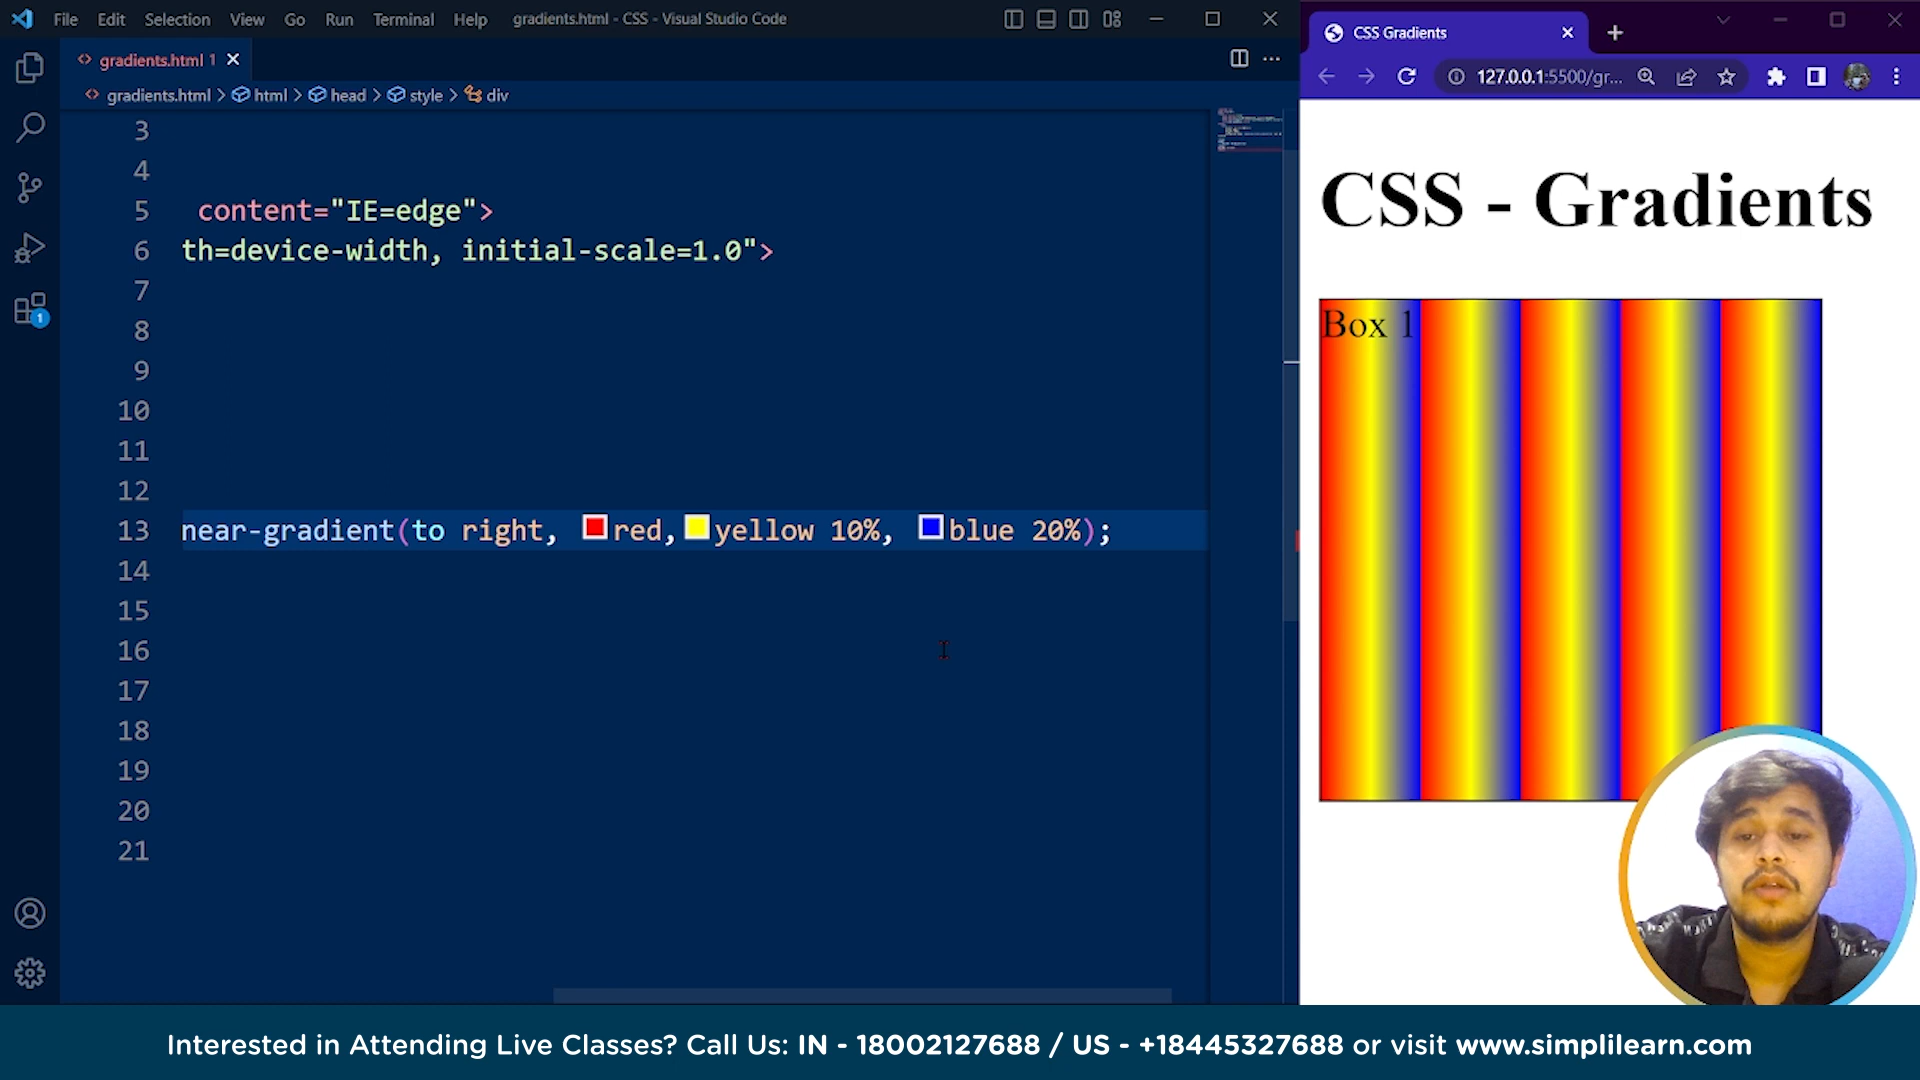 File Edit Selection View Go Run Terminal Help gradients.html - CSS - Visual Studio Code
gradients.html 1
gradients.html > html > head > style > div
3
4
5 content="IE=edge">
6 th=device-width, initial-scale=1.0">
7
8
9
10
11
12
13 near-gradient(to right, red, yellow 10%, blue 20%);
14
15
16
17
18
19
20
21
1
CSS Gradients
127.0.0.1:5500/gr...
CSS - Gradients
Box 1
Interested in Attending Live Classes? Call Us: IN - 18002127688 / US - +18445327688 or visit www.simplilearn.com